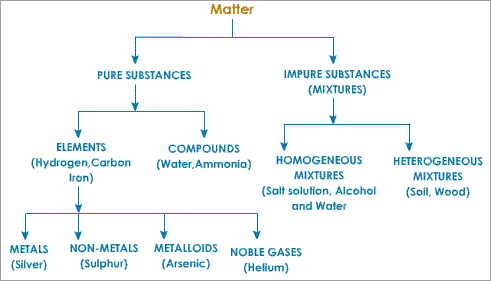 Matter
PURE SUBSTANCES
IMPURE SUBSTANCES
(MIXTURES)
ELEMENTS
(Hydrogen,Carbon
Iron)
COMPOUNDS
(Water,Ammonia)
HOMOGENEOUS
MIXTURES
(Salt solution, Alcohol
and Water
HETEROGENEOUS
MIXTURES
(Soil, Wood)
METALS
(Silver)
NON-METALS
(Sulphur)
METALLOIDS
(Arsenic)
NOBLE GASES
(Helium)